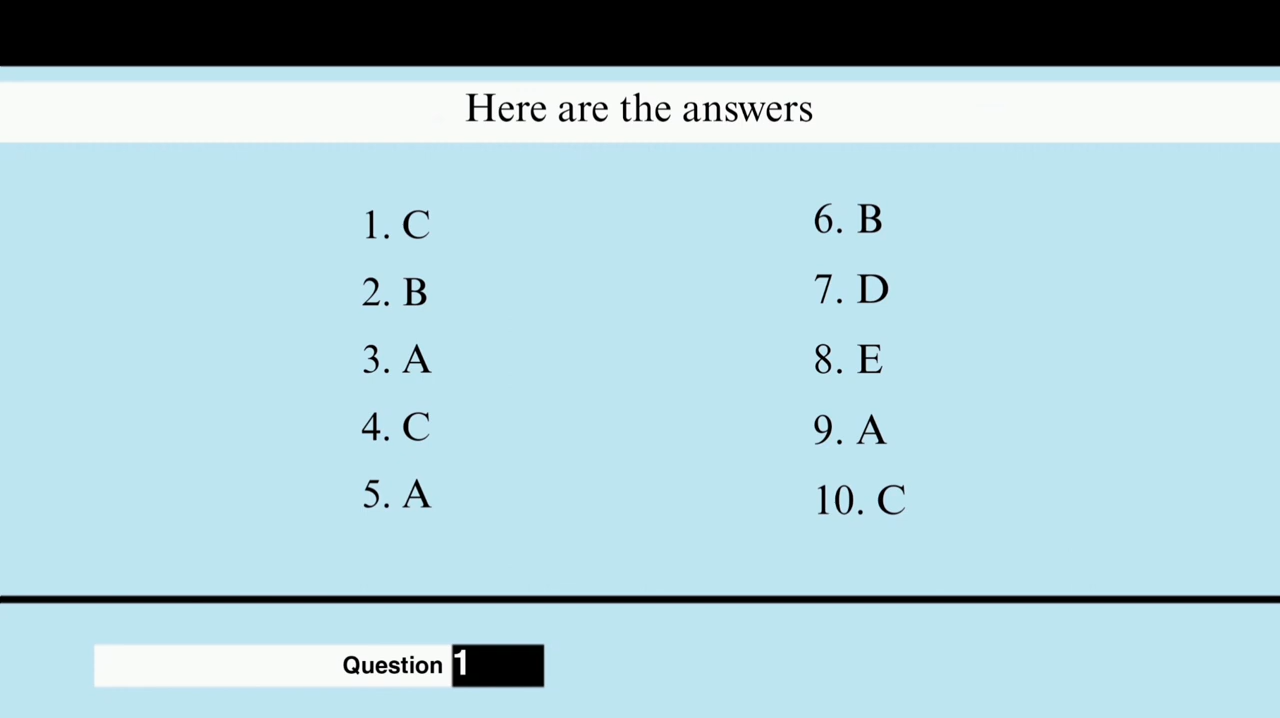 Here are the answers
1. C
2. B
3. A
4. C
5. A
6. B
7. D
8. E
9. A
10. C
Question 1